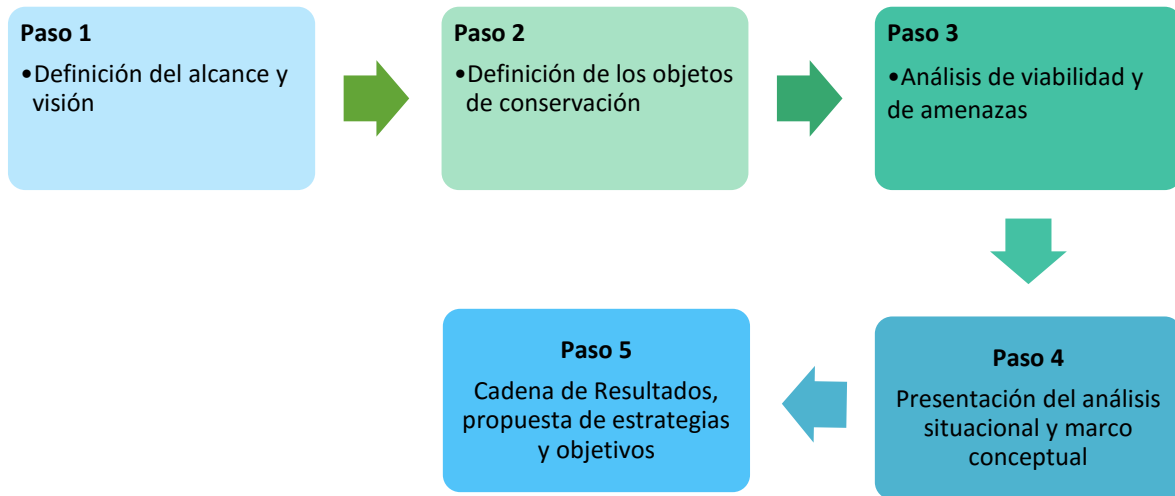 Paso 1
•Definición del alcance y
visión
Paso 2
•Definición de los objetos
de conservación
Paso 3
•Análisis de viabilidad y
de amenazas
Paso 4
Presentación del análisis
situacional y marco
conceptual
Paso 5
Cadena de Resultados,
propuesta de estrategias
y objetivos